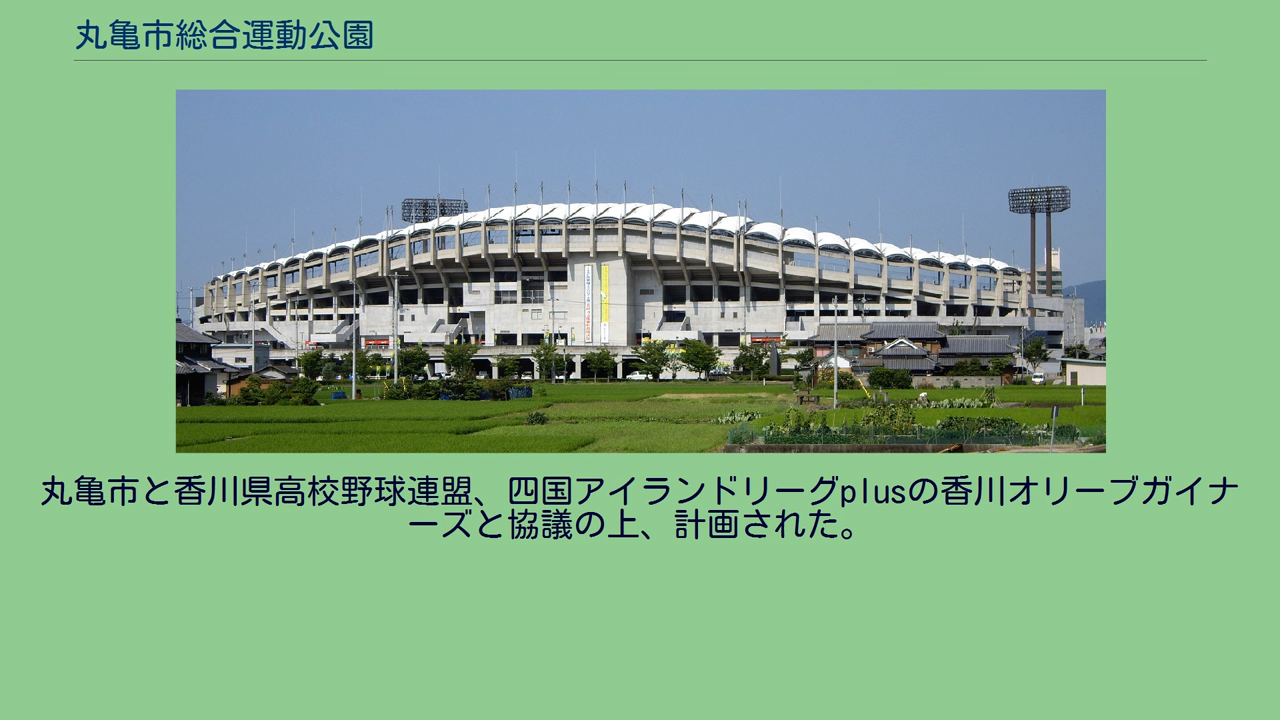 丸亀市総合運動公園
丸亀市と香川県高校野球連盟、四国アイランドリーグplusの香川オリーブガイナ
ーズと協議の上、計画された。